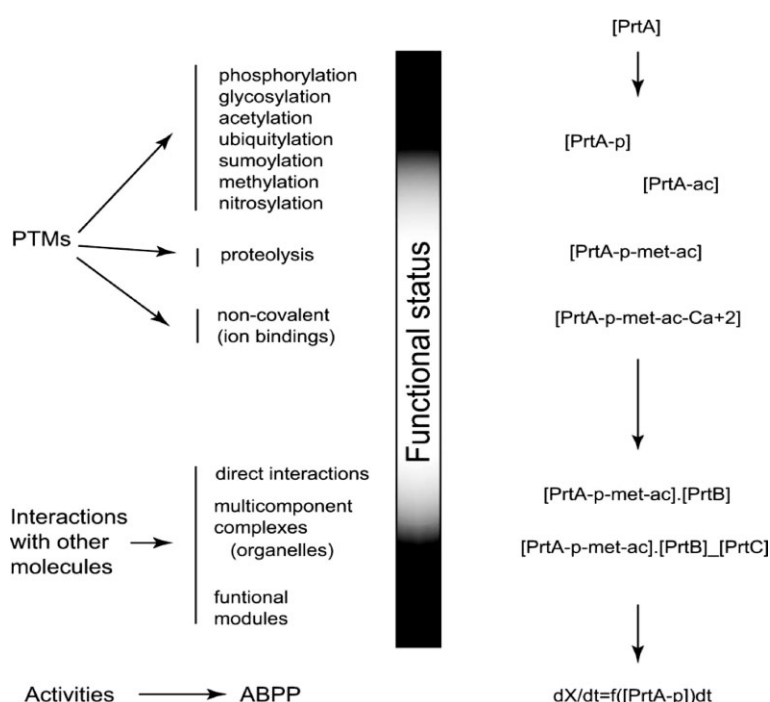 phosphorylation
glycosylation
acetylation
ubiquitylation
sumoylation
methylation
nitrosylation
PTMs
proteolysis
non-covalent
(ion bindings)
direct interactions
multicomponent
complexes
(organelles)
Interactions
with other
molecules
funtional
modules
Activities
ABPP
Functional status
[PrtA]
[PrtA-p]
[PrtA-ac]
[PrtA-p-met-ac]
[PrtA-p-met-ac-Ca+2]
[PrtA-p-met-ac].[PrtB]
[PrtA-p-met-ac].[PrtB]_[PrtC]
dX/dt=f([PrtA-p])dt